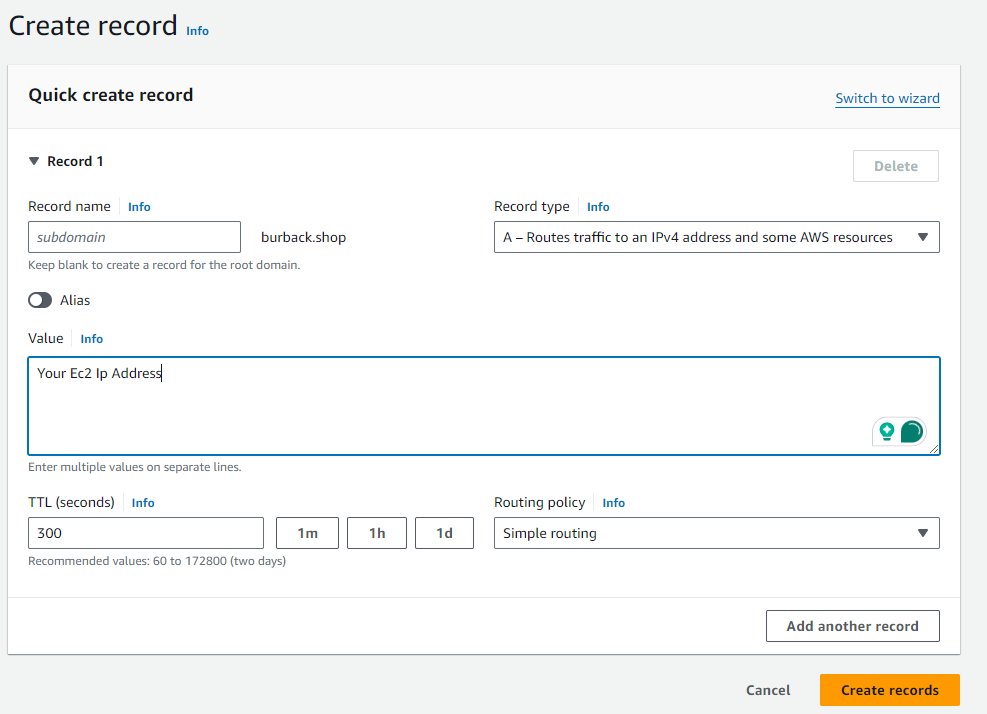 Create record Info
Quick create record
Switch to wizard
Record 1
Delete
Record name Info
Record type Info
subdomain
burback.shop
A – Routes traffic to an IPv4 address and some AWS resources
Keep blank to create a record for the root domain.
Alias
Value Info
Your Ec2 Ip Address
Enter multiple values on separate lines.
TTL (seconds) Info
Routing policy Info
300
1m
1h
1d
Simple routing
Recommended values: 60 to 172800 (two days)
Add another record
Cancel
Create records